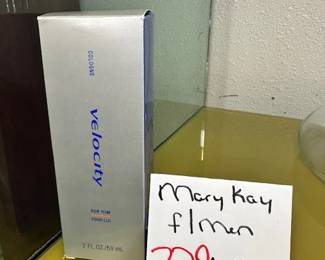 COLOGNE
velocity
FOR HIM
POUR LUI
2 FL.OZ/59 mL
Mary Kay
f/men